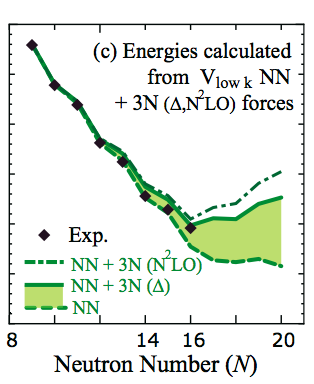 (c) Energies calculated
from Vlow k NN
+ 3N (Δ,N²LO) forces
Exp.
NN + 3N (N²LO)
NN + 3N (Δ)
NN
8 14 16 20
Neutron Number (N)